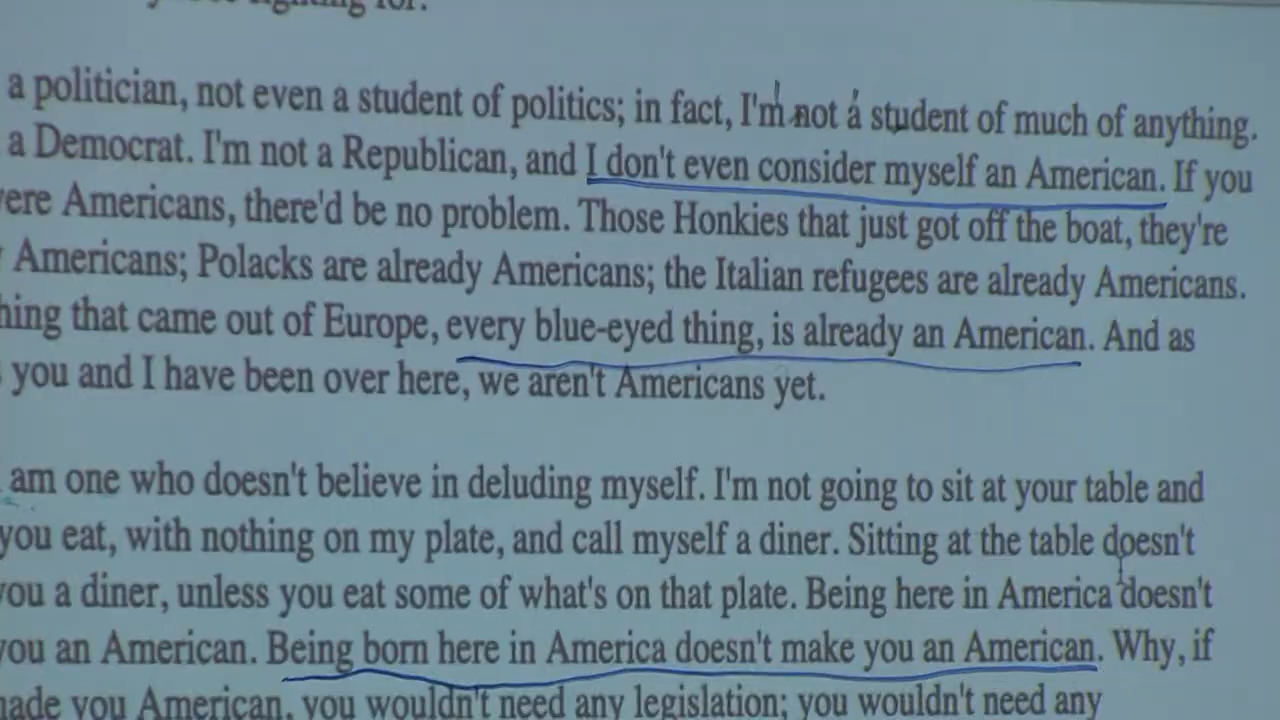 fighting for.
a politician, not even a student of politics; in fact, I'm not a student of much of anything.
a Democrat. I'm not a Republican, and I don't even consider myself an American. If you
ere Americans, there'd be no problem. Those Honkies that just got off the boat, they're
Americans; Polacks are already Americans; the Italian refugees are already Americans.
hing that came out of Europe, every blue-eyed thing, is already an American. And as
you and I have been over here, we aren't Americans yet.
am one who doesn't believe in deluding myself. I'm not going to sit at your table and
you eat, with nothing on my plate, and call myself a diner. Sitting at the table doesn't
ou a diner, unless you eat some of what's on that plate. Being here in America doesn't
ou an American. Being born here in America doesn't make you an American. Why, if
ade you American, you wouldn't need any legislation; you wouldn't need any